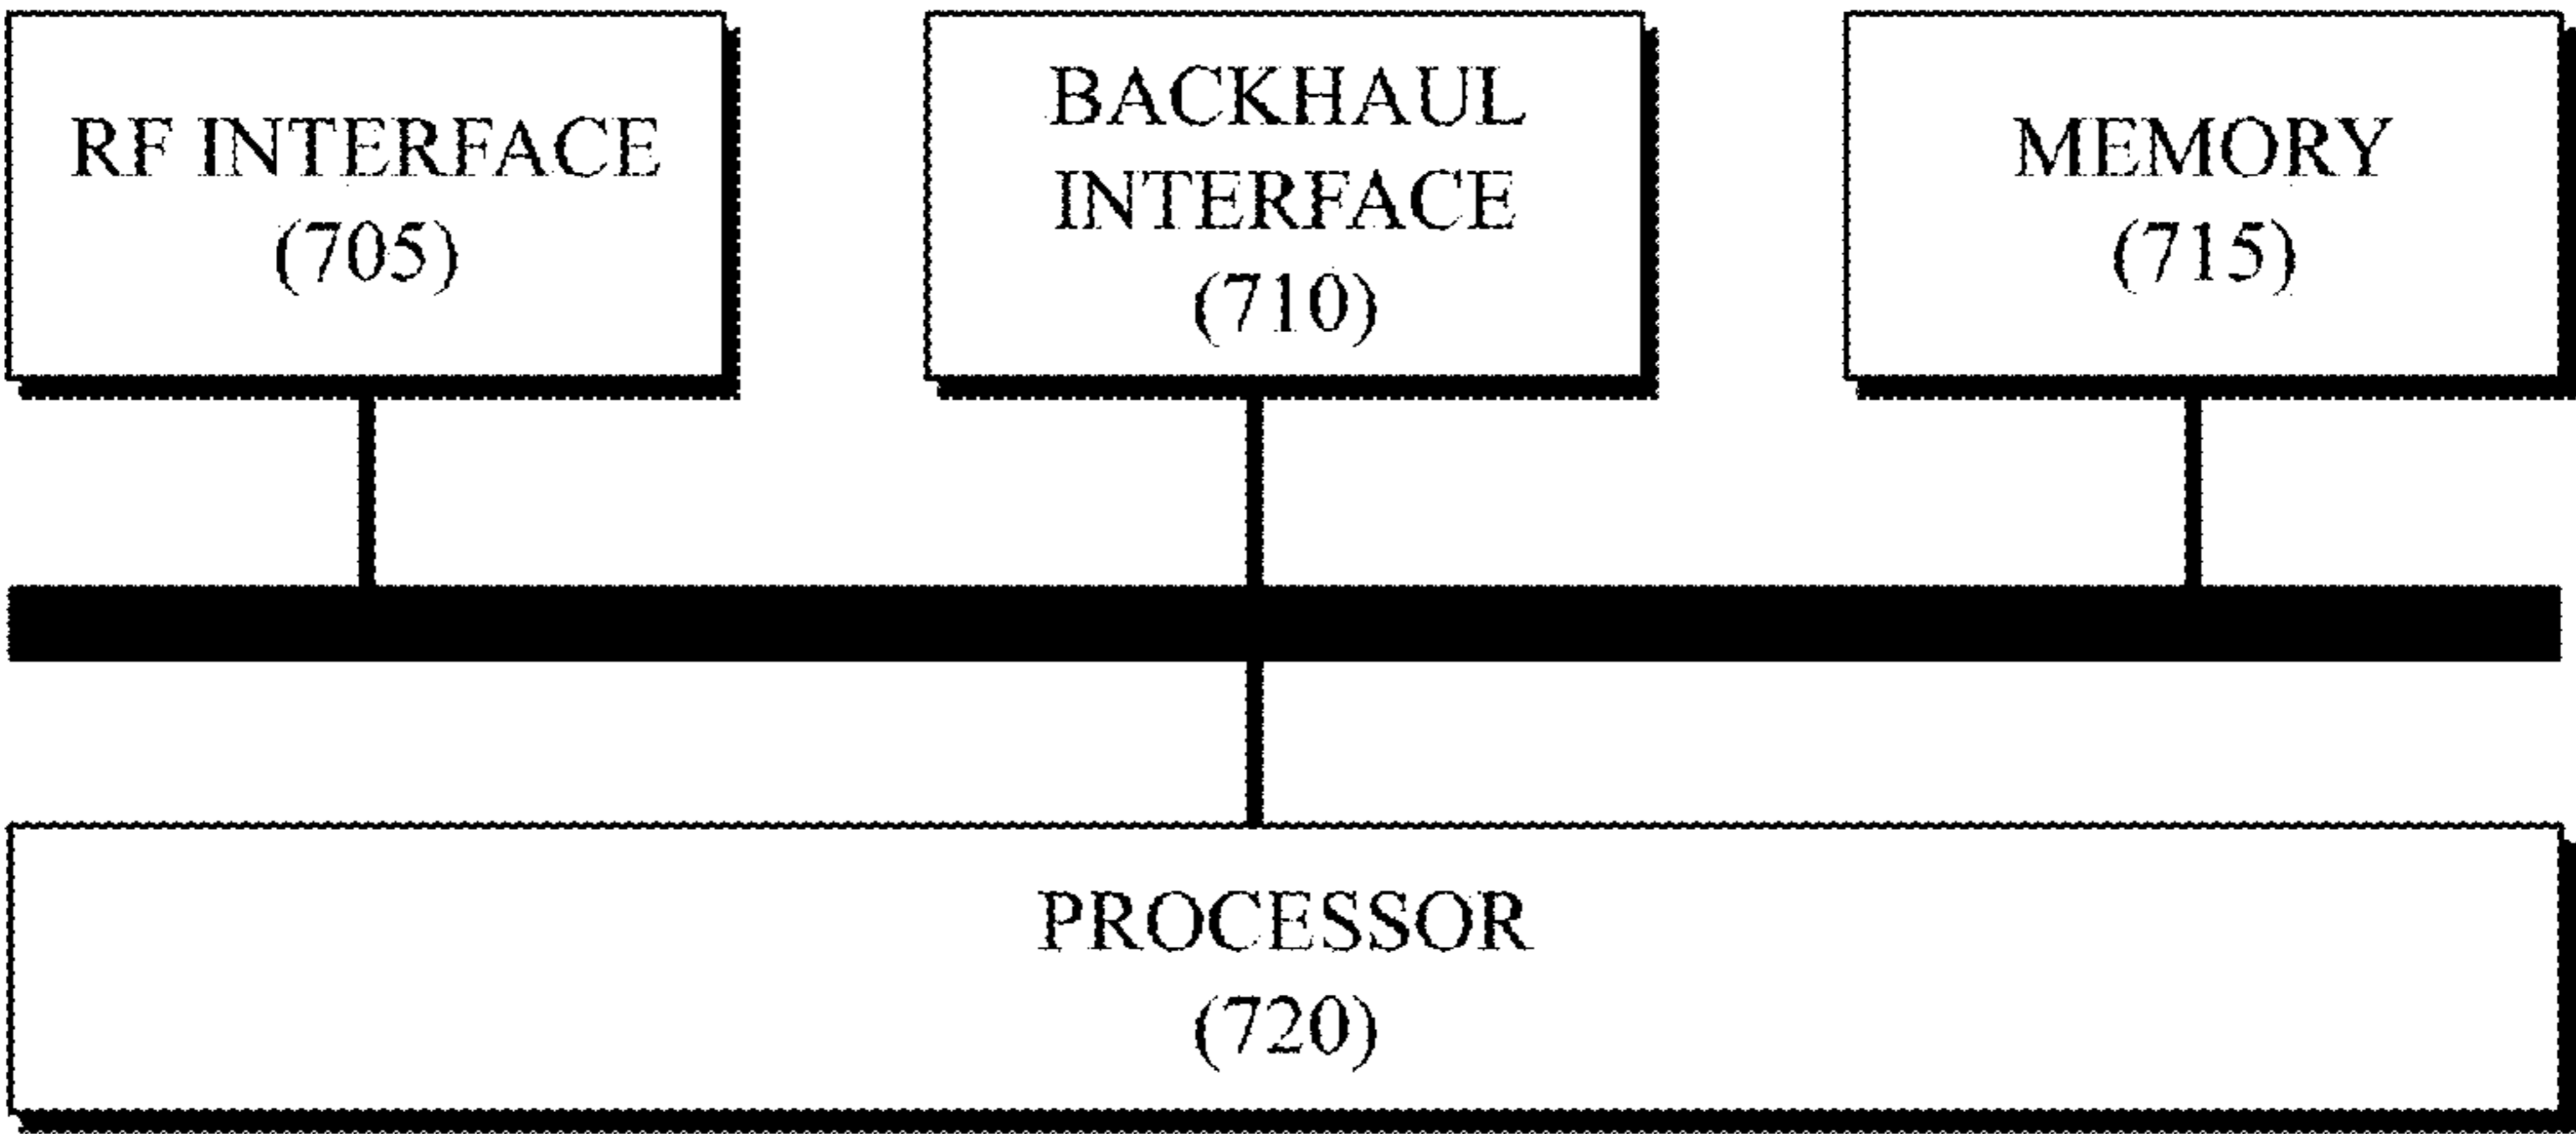 RF INTERFACE
(705)
BACKHAUL
INTERFACE
(710)
MEMORY
(715)
PROCESSOR
(720)